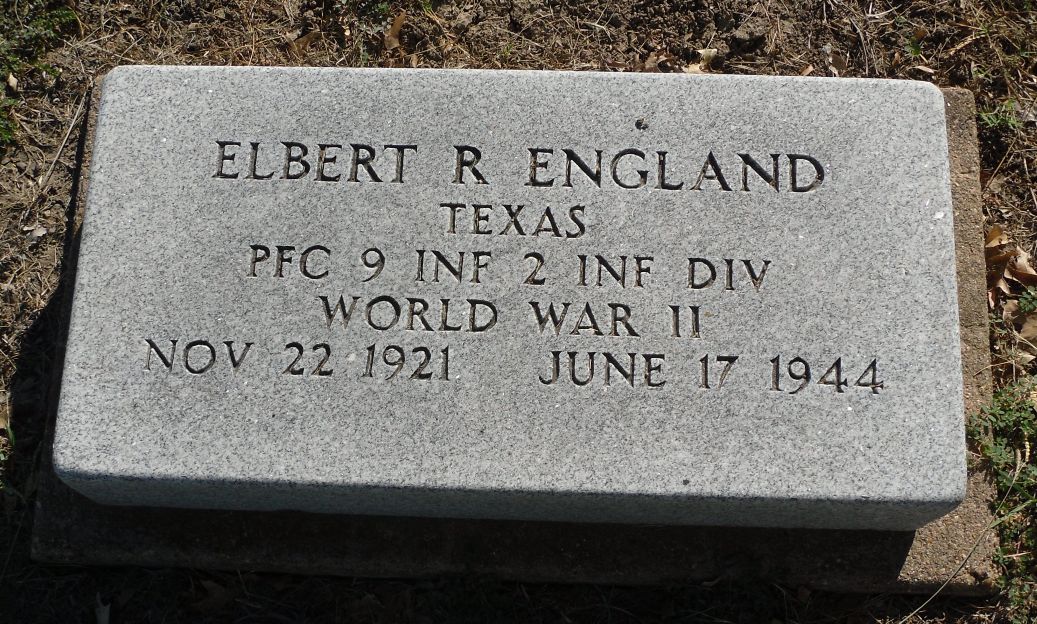 ELBERT R ENGLAND
TEXAS
PFC 9 INF 2 INF DIV
WORLD WAR II
NOV 22 1921 JUNE 17 1944